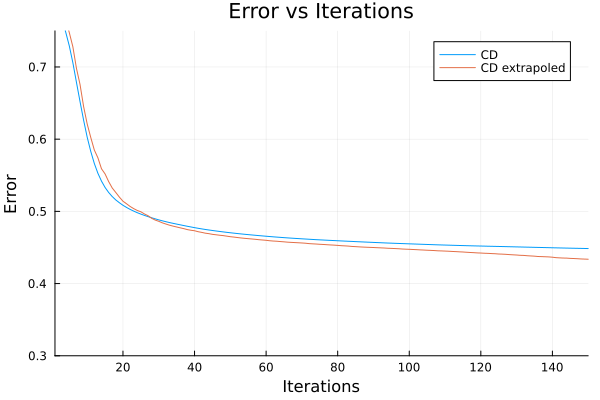 Error vs Iterations
CD
CD extrapoled
Error
0.7
0.6
0.5
0.4
0.3
20 40 60 80 100 120 140
Iterations